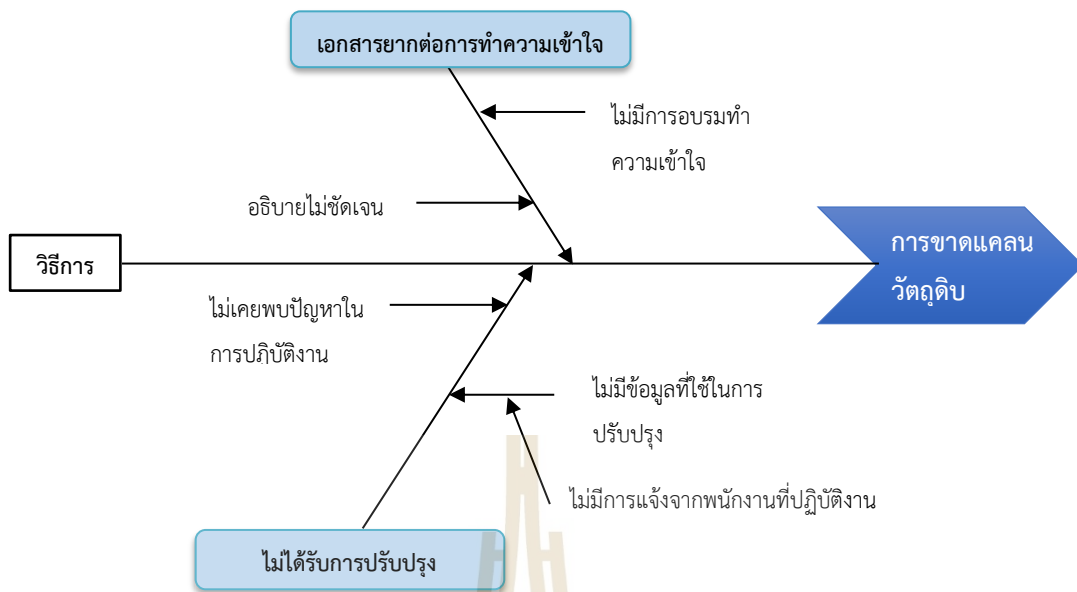 เอกสารยากต่อการทำความเข้าใจ
ไม่มีการอบรมทำ
ความเข้าใจ
อธิบายไม่ชัดเจน
วิธีการ
การขาดแคลน
วัตถุดิบ
ไม่เคยพบปัญหาใน
การปฏิบัติงาน
ไม่มีข้อมูลที่ใช้ในการ
ปรับปรุง
ไม่มีการแจ้งจากพนักงานที่ปฏิบัติงาน
ไม่ได้รับการปรับปรุง